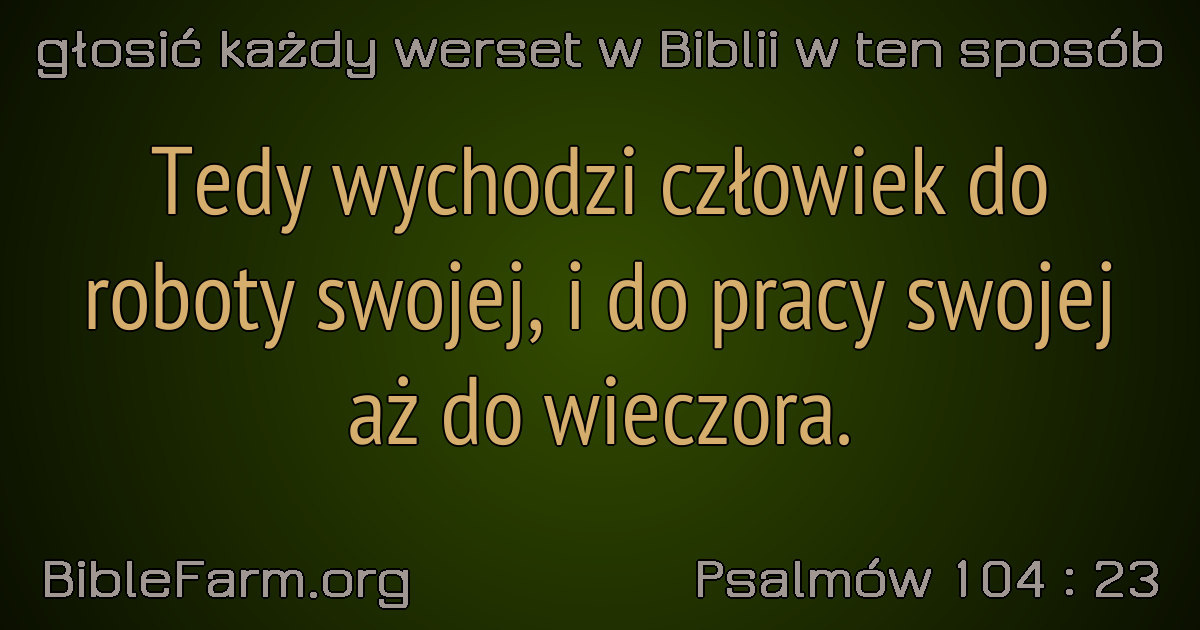 głosić każdy werset w Biblii w ten sposób
Tedy wychodzi człowiek do
roboty swojej, i do pracy swojej
aż do wieczora.
BibleFarm.org
Psalmów 104 : 23